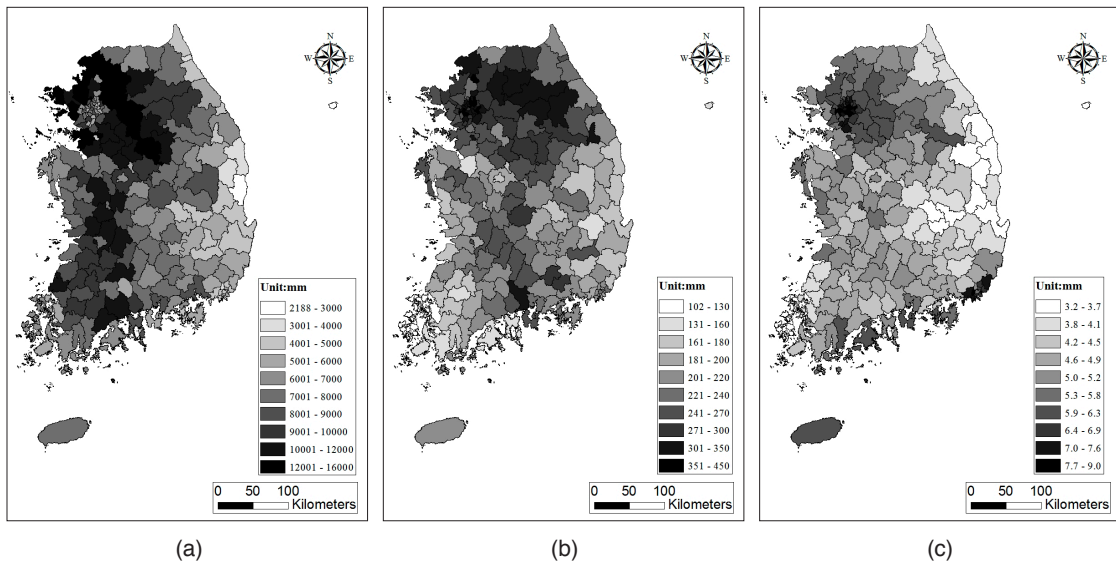 N
W E
S
Unit:mm
2188 - 3000
3001 - 4000
4001 - 5000
5001 - 6000
6001 - 7000
7001 - 8000
8001 - 9000
9001 - 10000
10001 - 12000
12001 - 16000
0 50 100
Kilometers
(a)
N
W E
S
Unit:mm
102 - 130
131 - 160
161 - 180
181 - 200
201 - 220
221 - 240
241 - 270
271 - 300
301 - 350
351 - 450
0 50 100
Kilometers
(b)
N
W E
S
Unit:mm
3.2 - 3.7
3.8 - 4.1
4.2 - 4.5
4.6 - 4.9
5.0 - 5.2
5.3 - 5.8
5.9 - 6.3
6.4 - 6.9
7.0 - 7.6
7.7 - 9.0
0 50 100
Kilometers
(c)